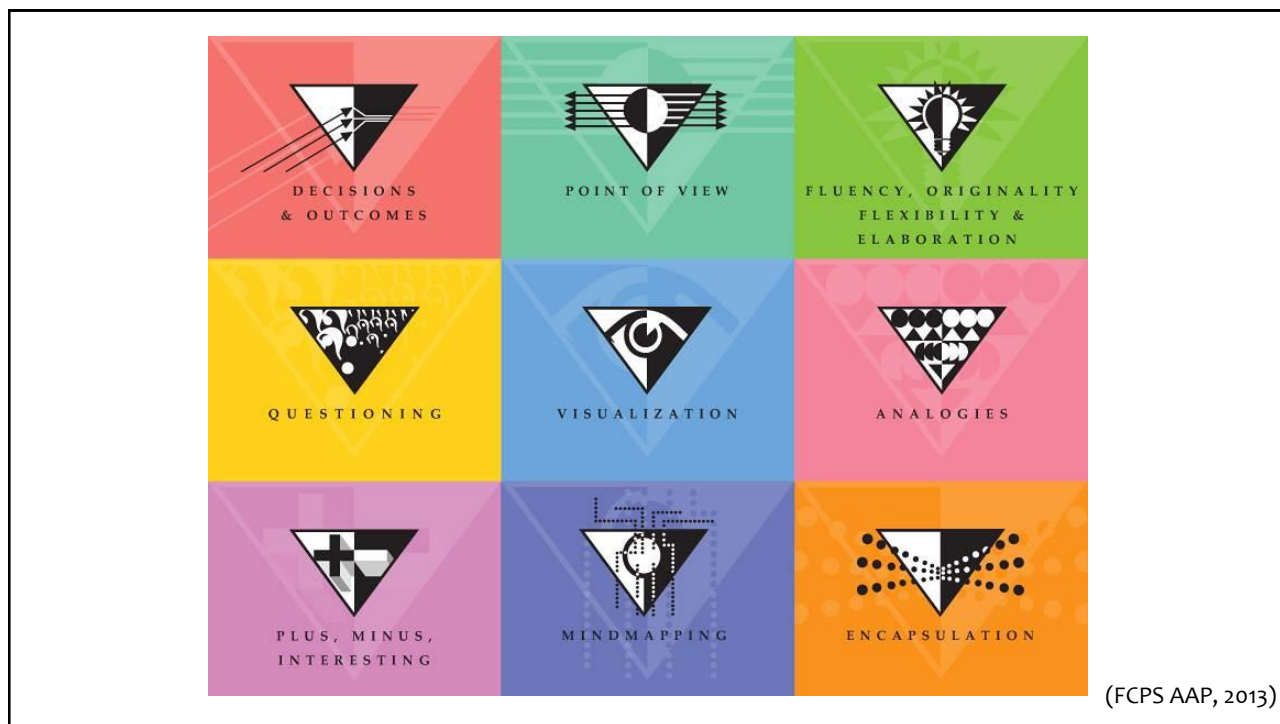 DECISIONS
& OUTCOMES
POINT OF VIEW
FLUENCY, ORIGINALITY
FLEXIBILITY &
ELABORATION
QUESTIONING
VISUALIZATION
ANALOGIES
PLUS, MINUS,
INTERESTING
MINDMAPPING
ENCAPSULATION
(FCPS AAP, 2013)